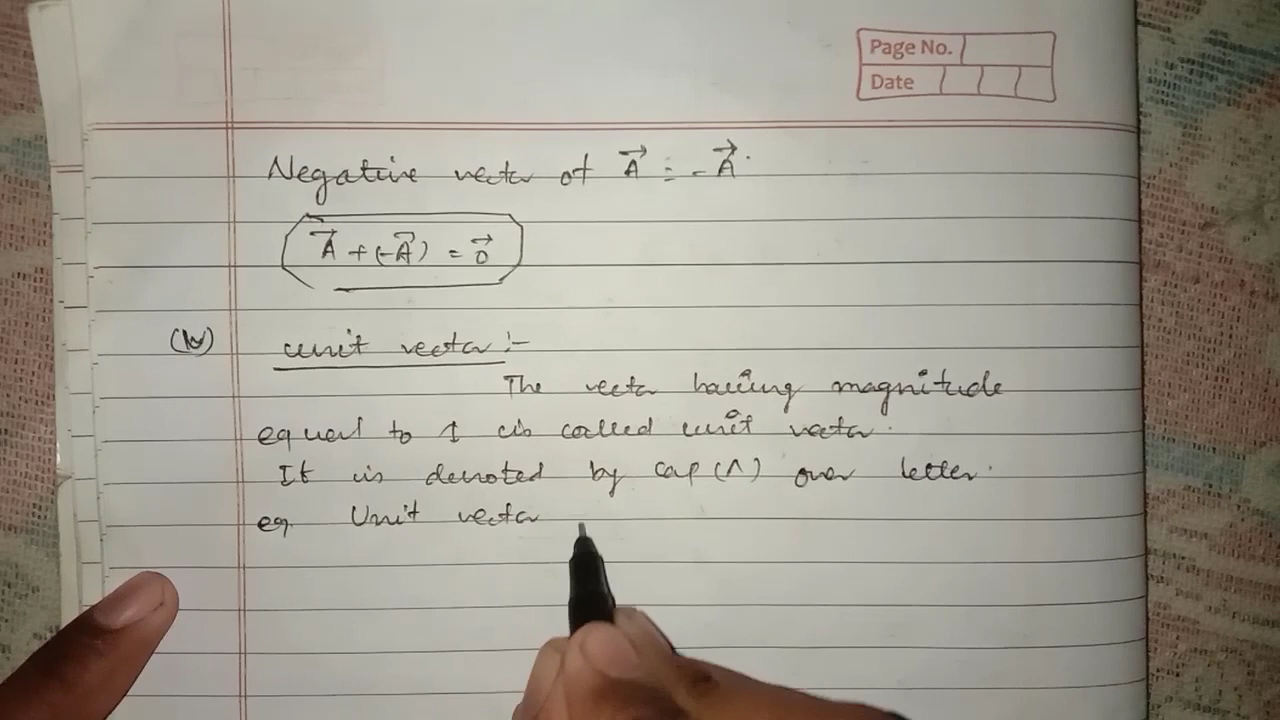 Page No.
Date
Negative vector of A⃗ = -A⃗.
A⃗ + (-A⃗) = 0⃗
(iv) unit vector :-
The vector having magnitude
equal to 1 is called unit vector.
It is denoted by cap (^) over letter.
eg. Unit vector